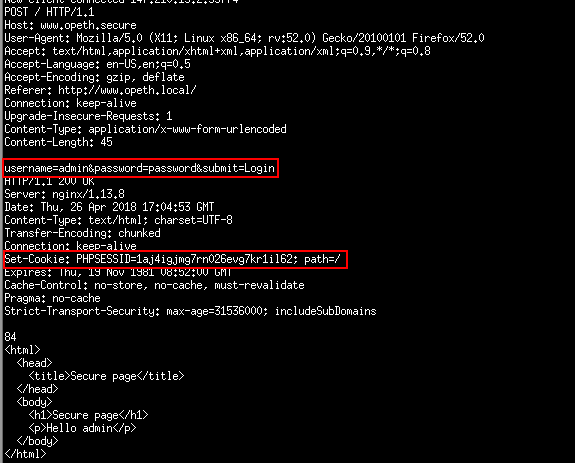 POST / HTTP/1.1
Host: www.opeth.secure
User-Agent: Mozilla/5.0 (X11; Linux x86_64; rv:52.0) Gecko/20100101 Firefox/52.0
Accept: text/html,application/xhtml+xml,application/xml;q=0.9,*/*;q=0.8
Accept-Language: en-US,en;q=0.5
Accept-Encoding: gzip, deflate
Referer: http://www.opeth.local/
Connection: keep-alive
Upgrade-Insecure-Requests: 1
Content-Type: application/x-www-form-urlencoded
Content-Length: 45
username=admin&password=password&submit=Login
HTTP/1.1 200 OK
Server: nginx/1.13.8
Date: Thu, 26 Apr 2018 17:04:53 GMT
Content-Type: text/html; charset=UTF-8
Transfer-Encoding: chunked
Connection: keep-alive
Set-Cookie: PHPSESSID=1aj4igjmg7rn026evg7kr1il62; path=/
Expires: Thu, 19 Nov 1981 08:52:00 GMT
Cache-Control: no-store, no-cache, must-revalidate
Pragma: no-cache
Strict-Transport-Security: max-age=31536000; includeSubDomains
84
<html>
  <head>
    <title>Secure page</title>
  </head>
  <body>
    <h1>Secure page</h1>
    <p>Hello admin</p>
  </body>
</html>